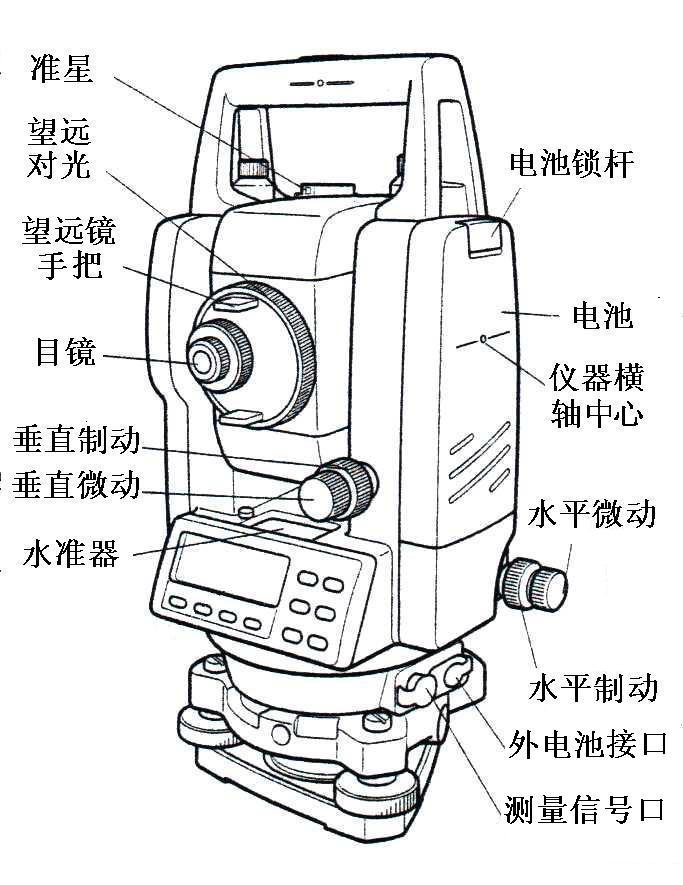 准星
望远
对光
望远镜
手把
目镜
垂直制动
垂直微动
水准器
电池锁杆
电池
仪器横
轴中心
水平微动
水平制动
外电池接口
测量信号口